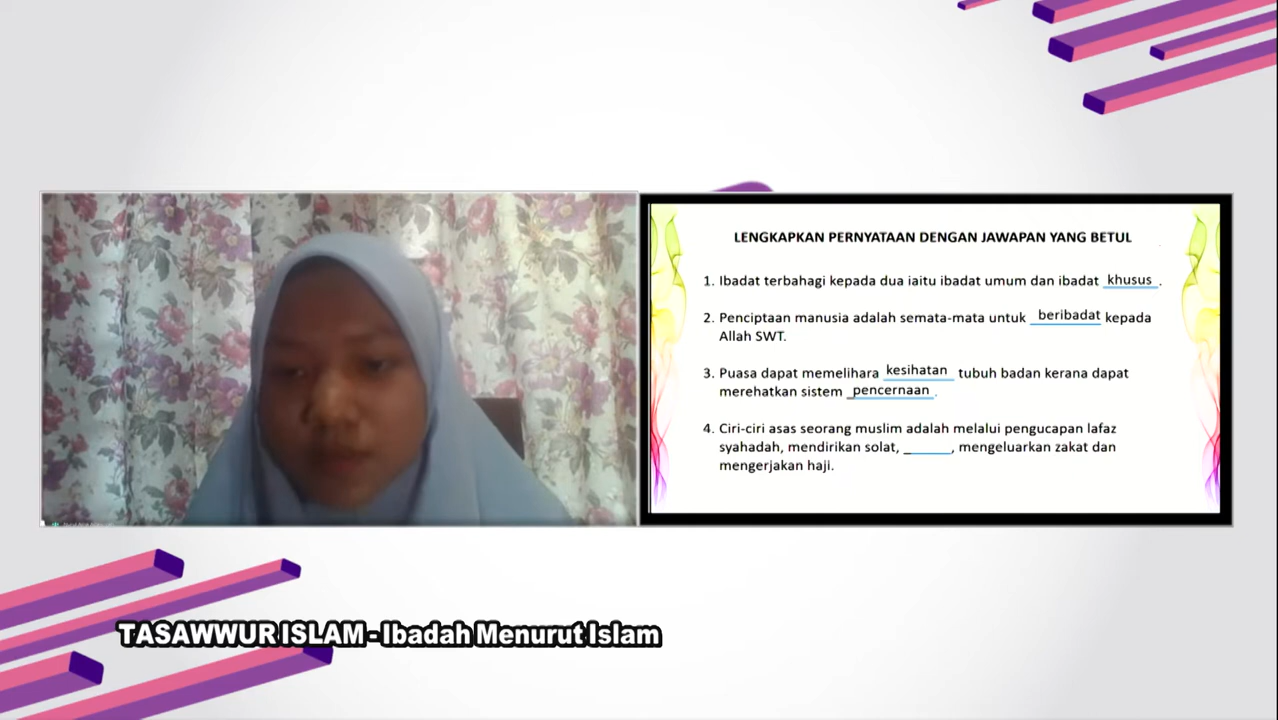 LENGKAPKAN PERNYATAAN DENGAN JAWAPAN YANG BETUL
1. Ibadat terbahagi kepada dua iaitu ibadat umum dan ibadat khusus.
2. Penciptaan manusia adalah semata-mata untuk beribadat kepada
Allah SWT.
3. Puasa dapat memelihara kesihatan tubuh badan kerana dapat
merehatkan sistem pencernaan.
4. Ciri-ciri asas seorang muslim adalah melalui pengucapan lafaz
syahadah, mendirikan solat, ______, mengeluarkan zakat dan
mengerjakan haji.
TASAWWUR ISLAM - Ibadah Menurut Islam